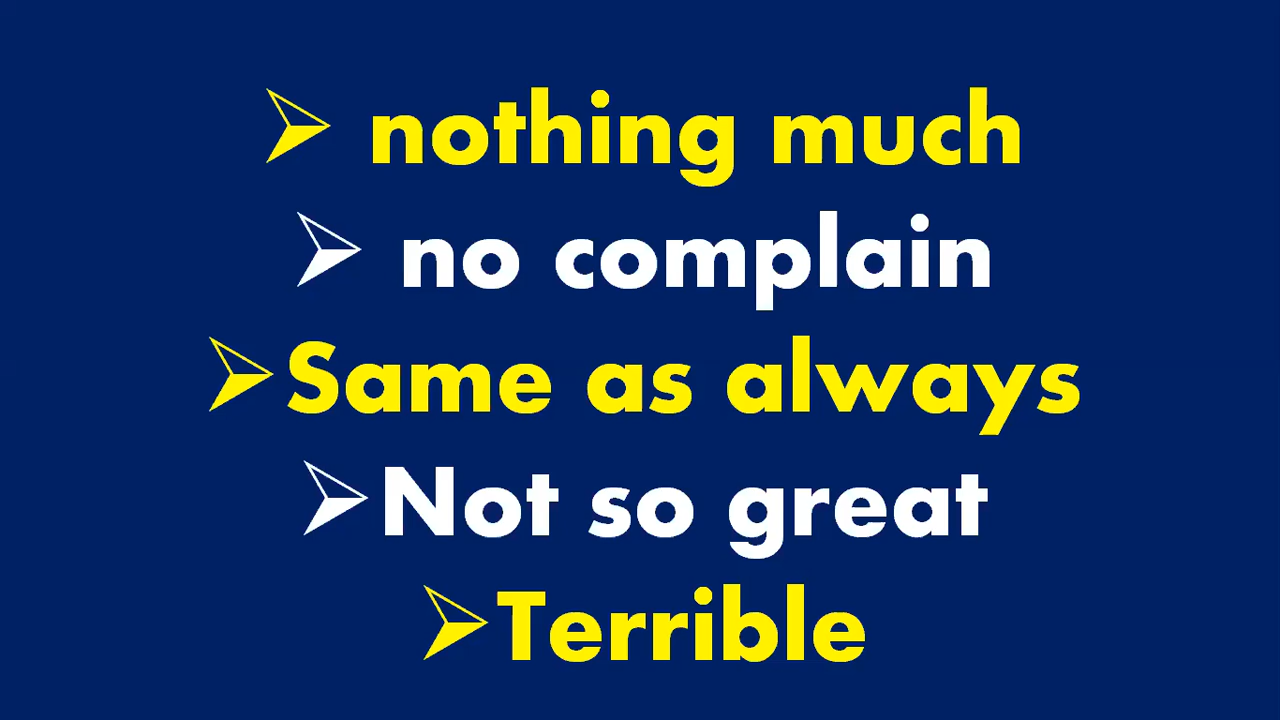 ➢ nothing much
➢ no complain
➢Same as always
➢Not so great
➢Terrible